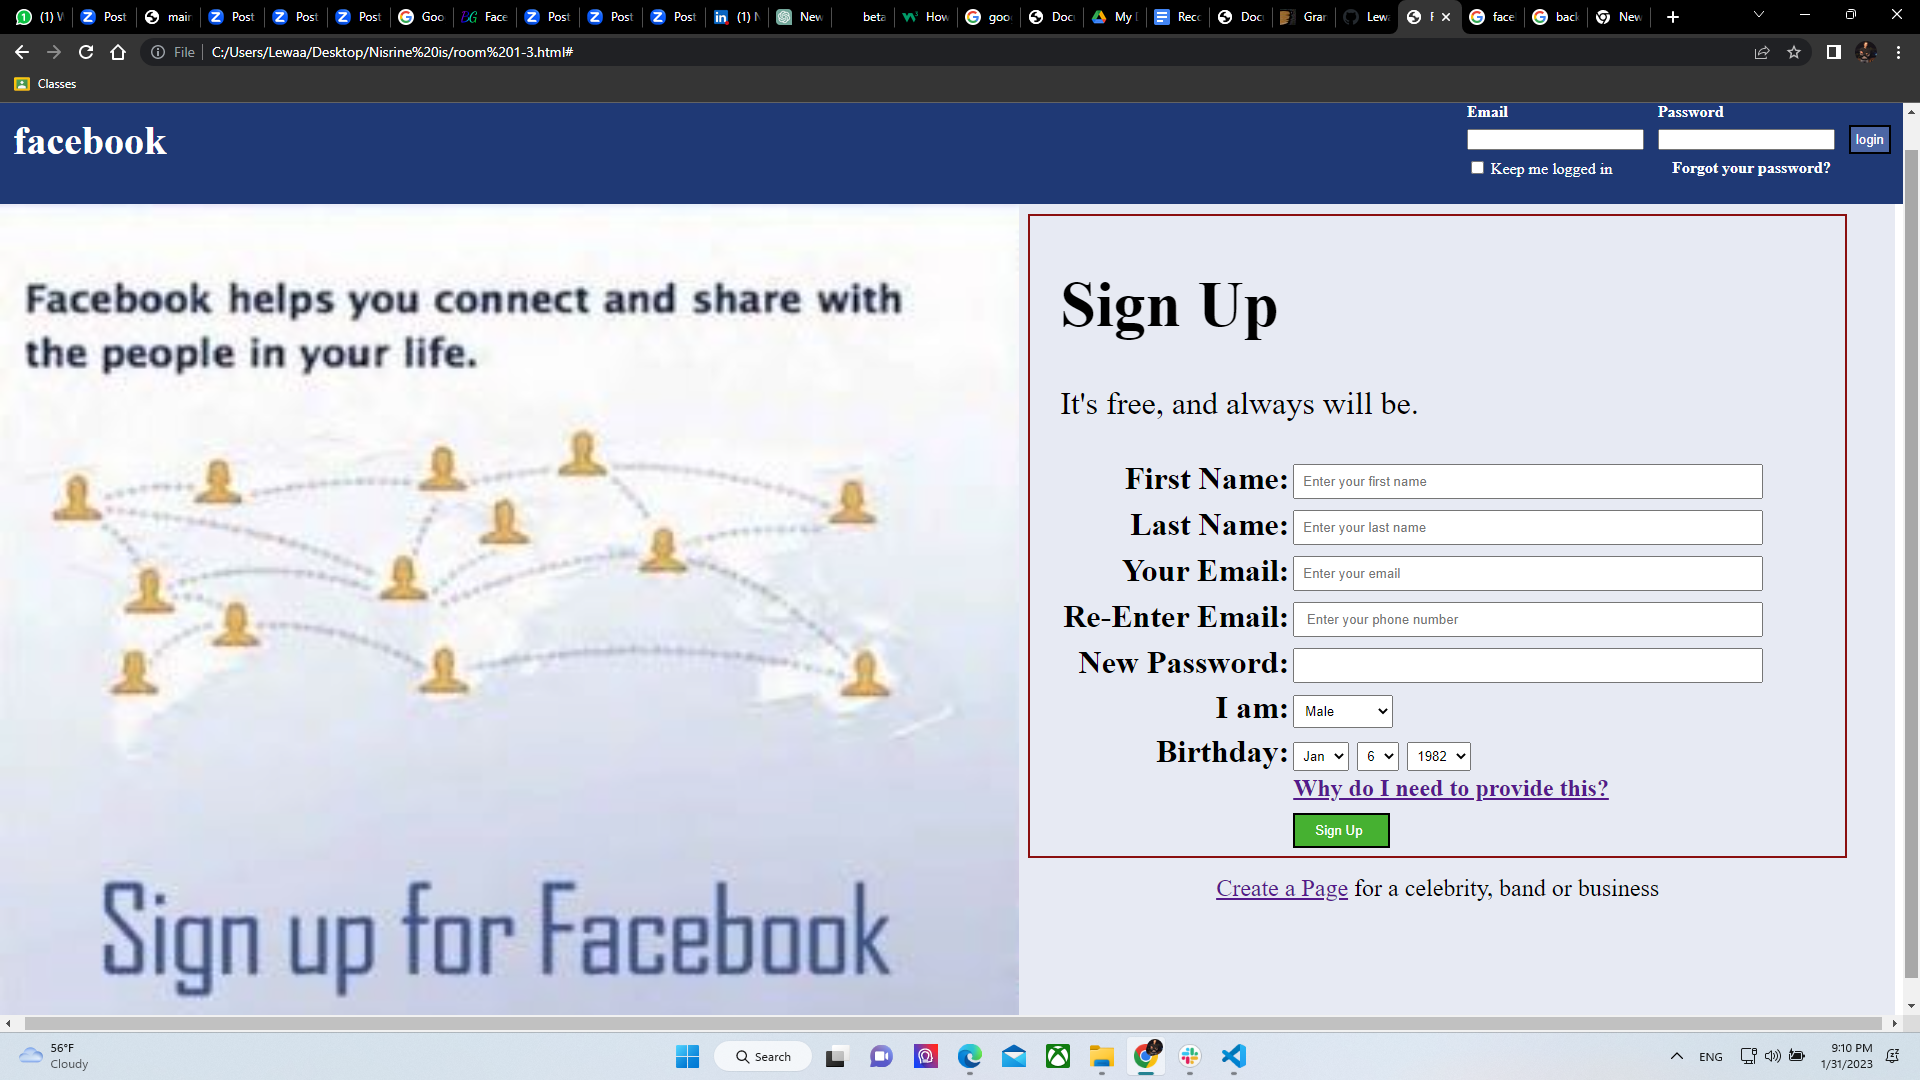 (1) W
Post
main
Post
Post
Post
Goo
Face
Post
Post
Post
(1) N
New
beta
How
goo
Doc
My D
Reco
Doc
Gran
Lewa
F
face
back
New
File
C:/Users/Lewaa/Desktop/Nisrine%20is/room%201-3.html#
Classes
facebook
Email
Password
login
Keep me logged in
Forgot your password?
Facebook helps you connect and share with
the people in your life.
Sign up for Facebook
Sign Up
It's free, and always will be.
First Name: Enter your first name
Last Name: Enter your last name
Your Email: Enter your email
Re-Enter Email: Enter your phone number
New Password:
I am: Male
Birthday: Jan 6 1982
Why do I need to provide this?
Sign Up
Create a Page for a celebrity, band or business
56°F
Cloudy
Search
ENG
9:10 PM
1/31/2023